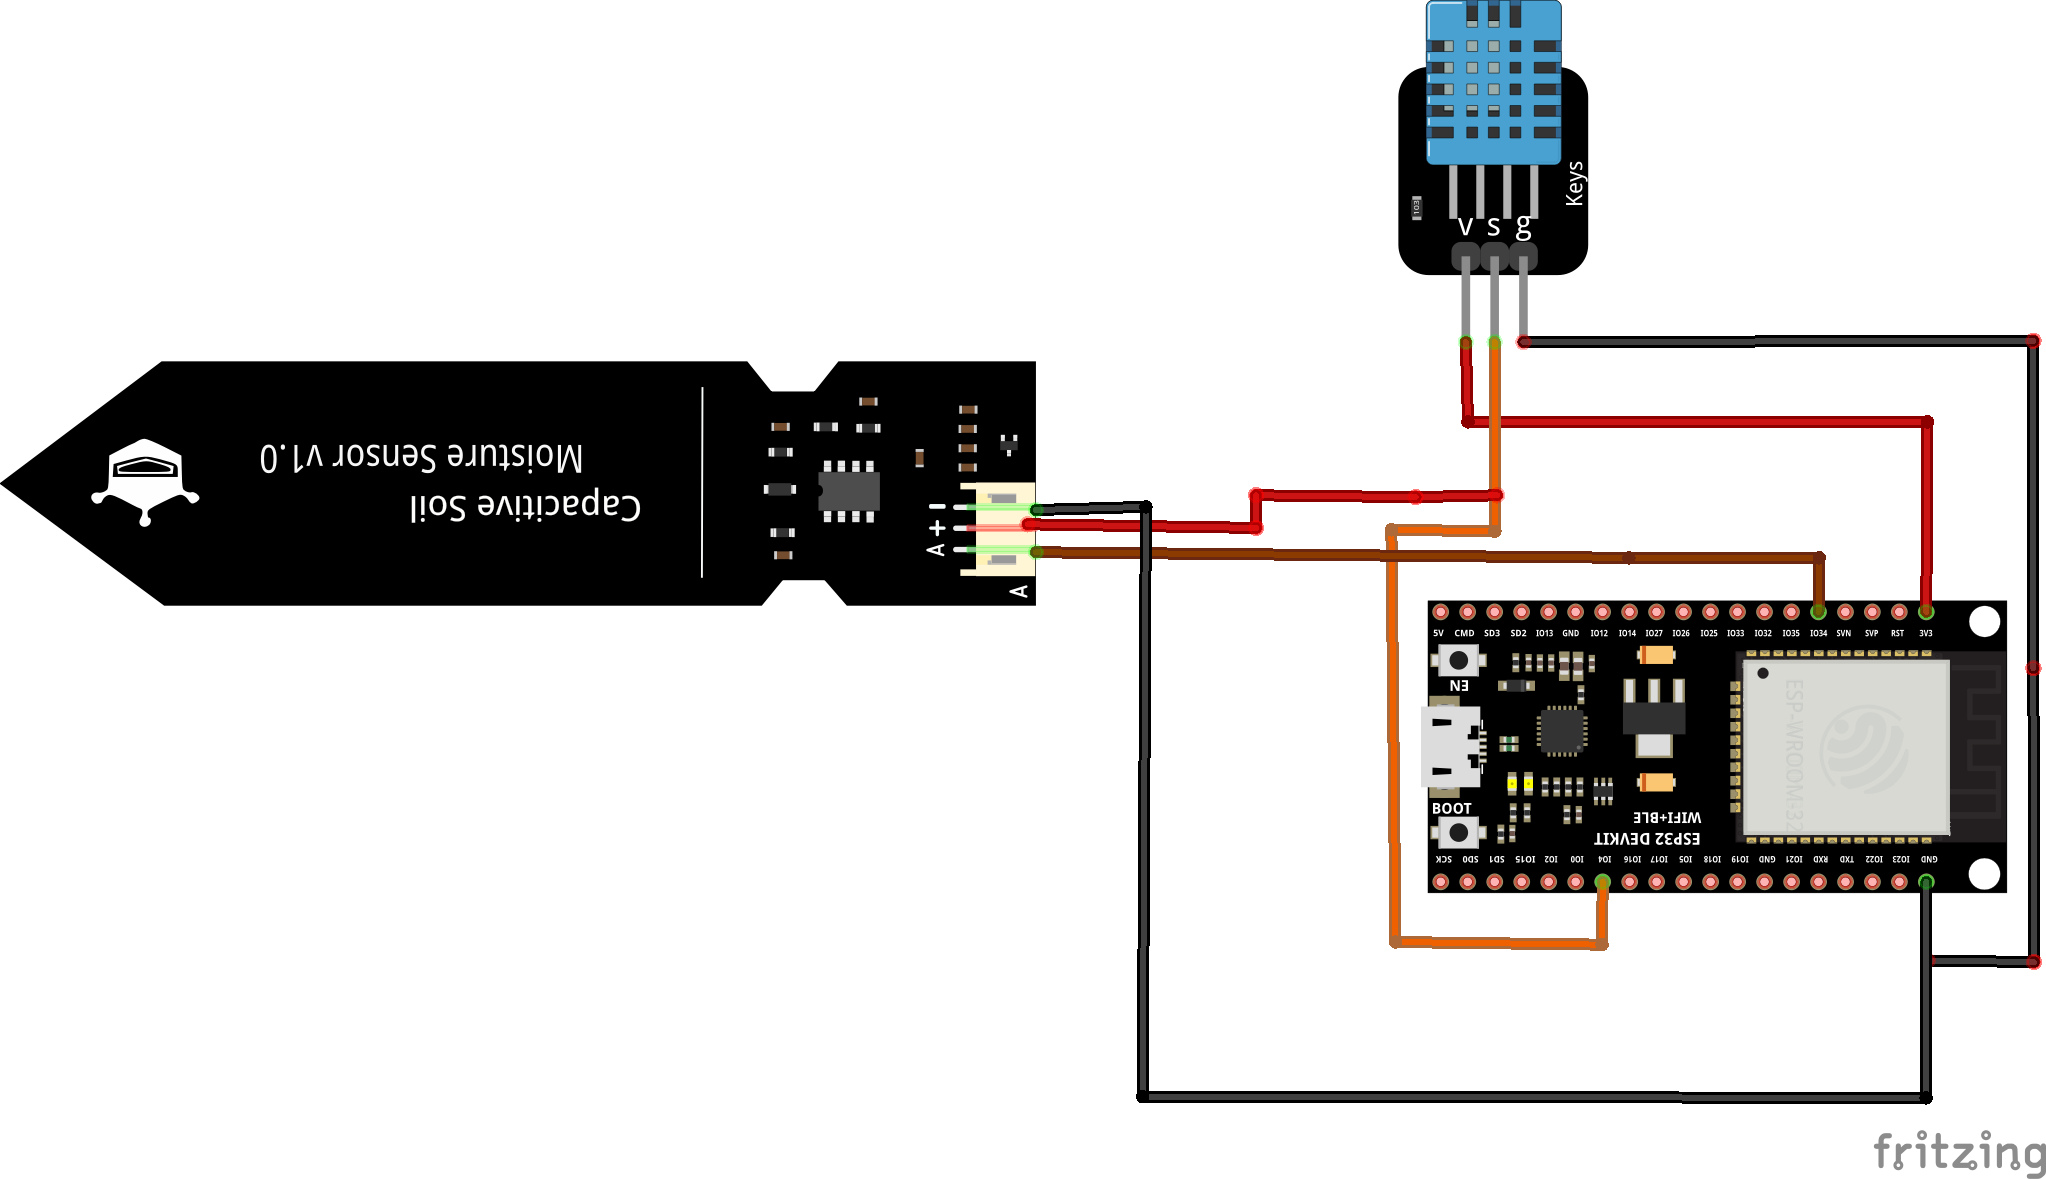 Keys
103
V S g
Moisture Sensor v1.0
Capacitive Soil
-
+
A
A
5V CMD SD3 SD2 IO13 GND IO12 IO14 IO27 IO26 IO25 IO33 IO32 IO35 IO34 SVN SVP RST 3V3
EN
ESP-WROOM-32
BOOT
WIFI+BLE
ESP32 DEVKIT
SCK SD0 SD1 IO15 IO2 IO0 IO4 IO16 IO17 IO5 IO18 IO19 GND IO21 RXD TXD IO22 IO23 GND
fritzing